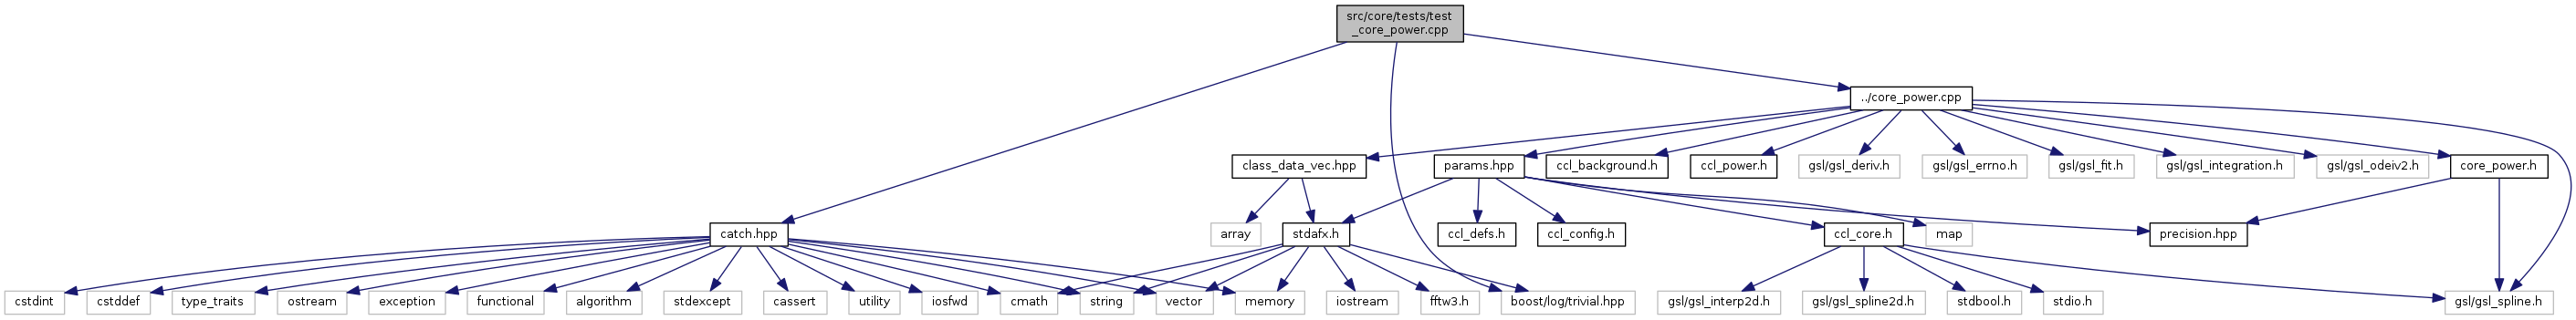 src/core/tests/test
_core_power.cpp
../core_power.cpp
class_data_vec.hpp
params.hpp
ccl_background.h
ccl_power.h
gsl/gsl_deriv.h
gsl/gsl_errno.h
gsl/gsl_fit.h
gsl/gsl_integration.h
gsl/gsl_odeiv2.h
core_power.h
catch.hpp
array
stdafx.h
ccl_defs.h
ccl_config.h
ccl_core.h
map
precision.hpp
cstdint
cstddef
type_traits
ostream
exception
functional
algorithm
stdexcept
cassert
utility
iosfwd
cmath
string
vector
memory
iostream
fftw3.h
boost/log/trivial.hpp
gsl/gsl_interp2d.h
gsl/gsl_spline2d.h
stdbool.h
stdio.h
gsl/gsl_spline.h